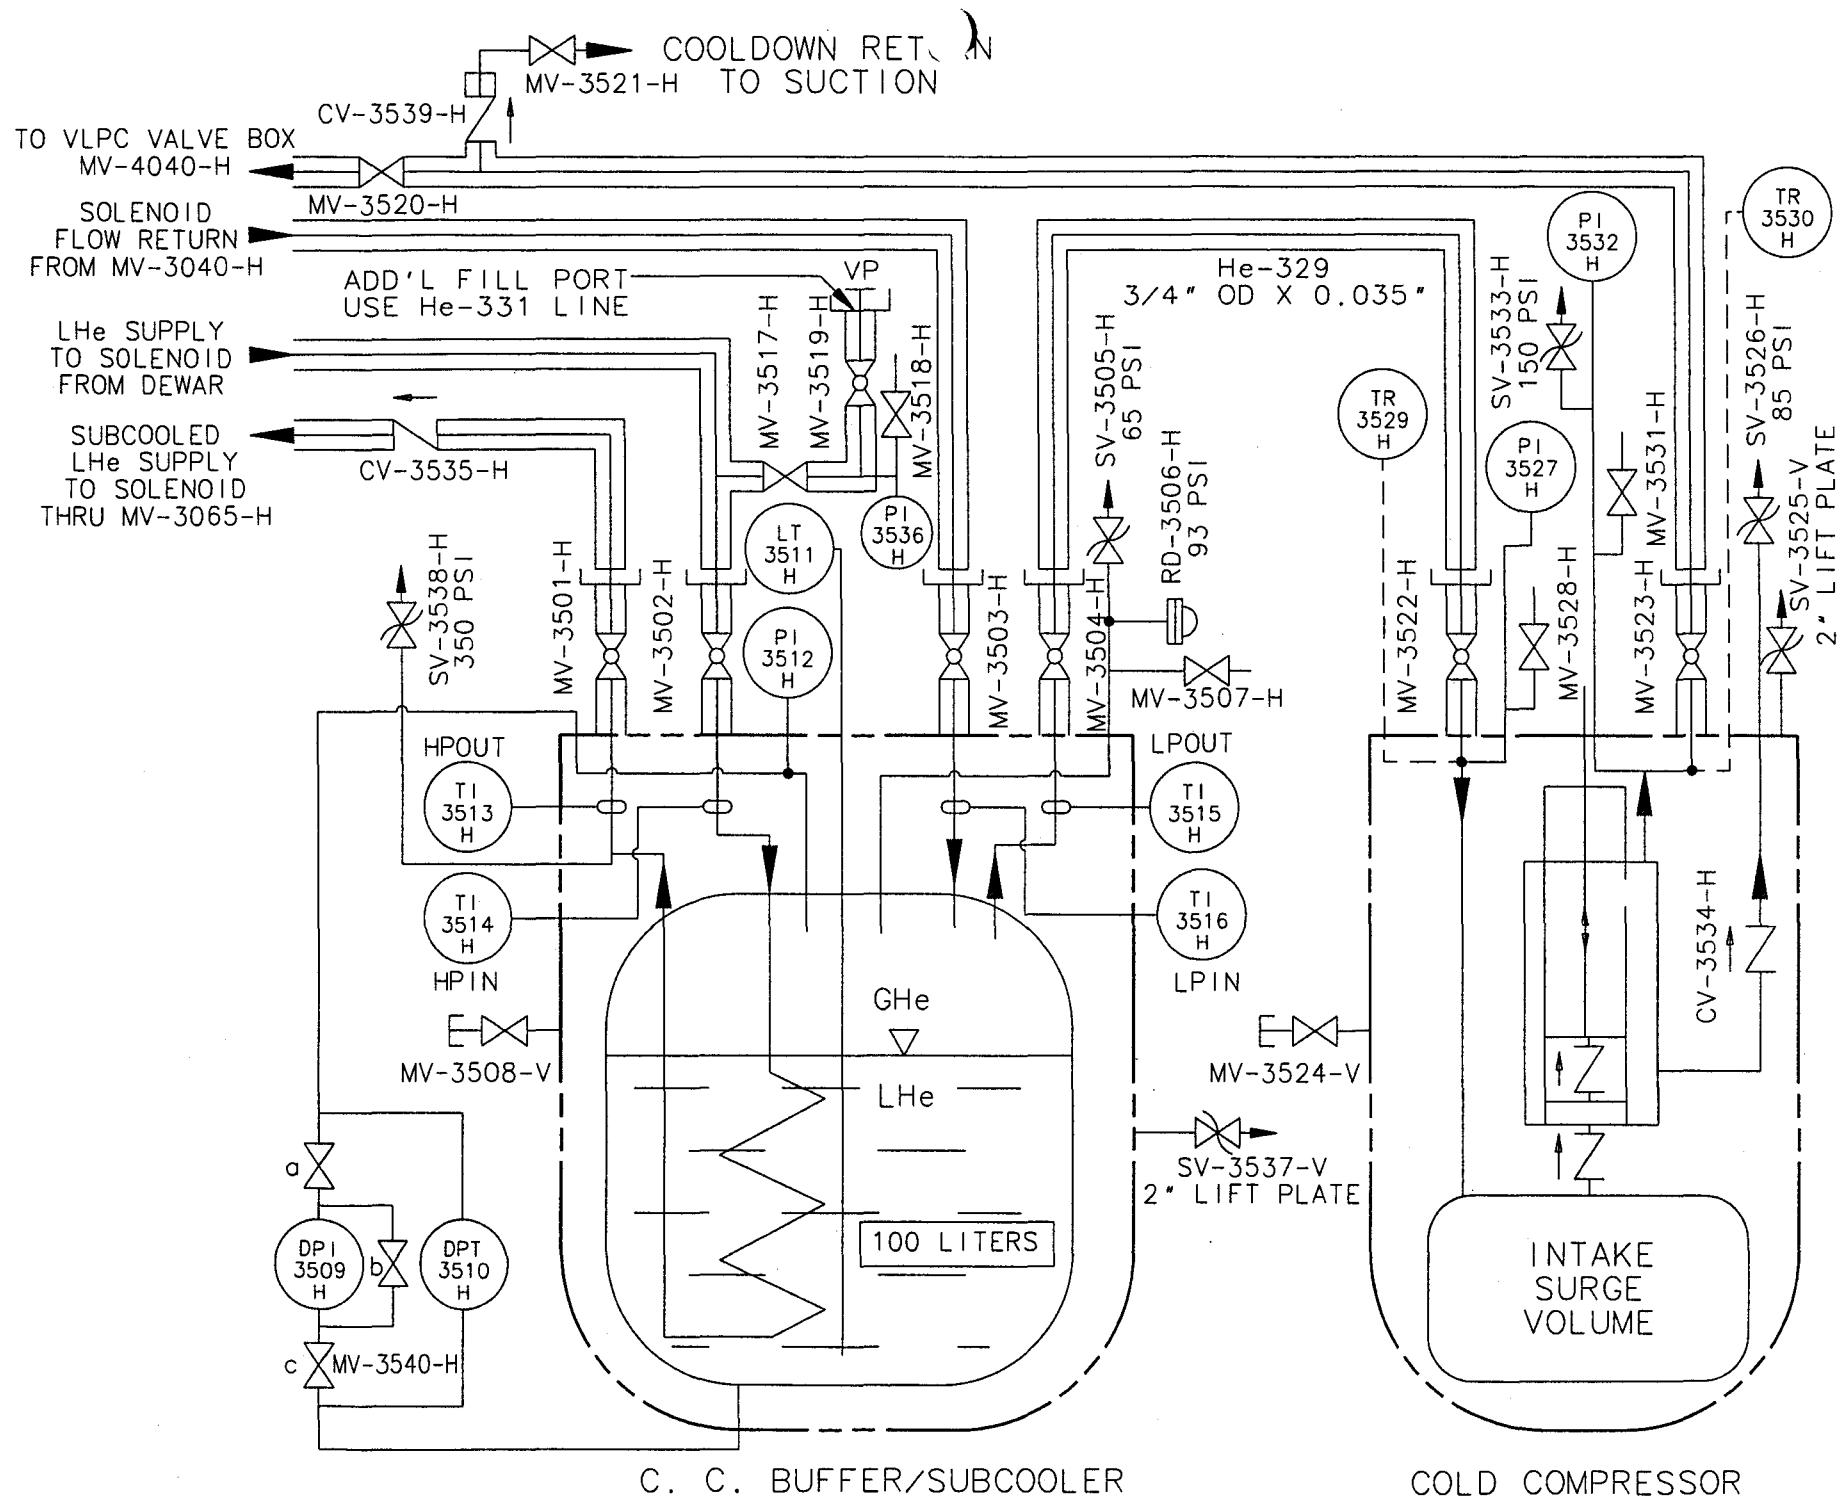 COOLDOWN RET
TO SUCTION
MV-3521-H
CV-3539-H
TO VLPC VALVE BOX
MV-4040-H
MV-3520-H
SOLENOID
FLOW RETURN
FROM MV-3040-H
ADD'L FILL PORT
USE He-331 LINE
VP
LHe SUPPLY
TO SOLENOID
FROM DEWAR
SUBCOOLED
LHe SUPPLY
TO SOLENOID
THRU MV-3065-H
CV-3535-H
MV-3517-H
MV-3519-H
MV-3518-H
PI
3536
H
LT
3511
H
PI
3512
H
SV-3538-H
350 PSI
MV-3501-H
MV-3502-H
MV-3503-H
MV-3504-H
SV-3505-H
65 PSI
RD-3506-H
93 PSI
MV-3507-H
He-329
3/4" OD X 0.035"
TR
3529
H
PI
3527
H
SV-3533-H
150 PSI
PI
3532
H
TR
3530
H
MV-3531-H
SV-3526-H
85 PSI
SV-3525-V
2" LIFT PLATE
MV-3522-H
MV-3528-H
MV-3523-H
HPOUT
TI
3513
H
TI
3514
H
HPIN
LPOUT
TI
3515
H
TI
3516
H
LPIN
MV-3508-V
GHe
LHe
100 LITERS
MV-3524-V
CV-3534-H
SV-3537-V
2" LIFT PLATE
a
DPI
3509
H
b
DPT
3510
H
c
MV-3540-H
INTAKE
SURGE
VOLUME
C. C. BUFFER/SUBCOOLER
COLD COMPRESSOR